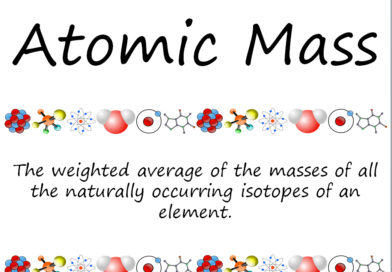 Atomic Mass
The weighted average of the masses of all
the naturally occurring isotopes of an
element.